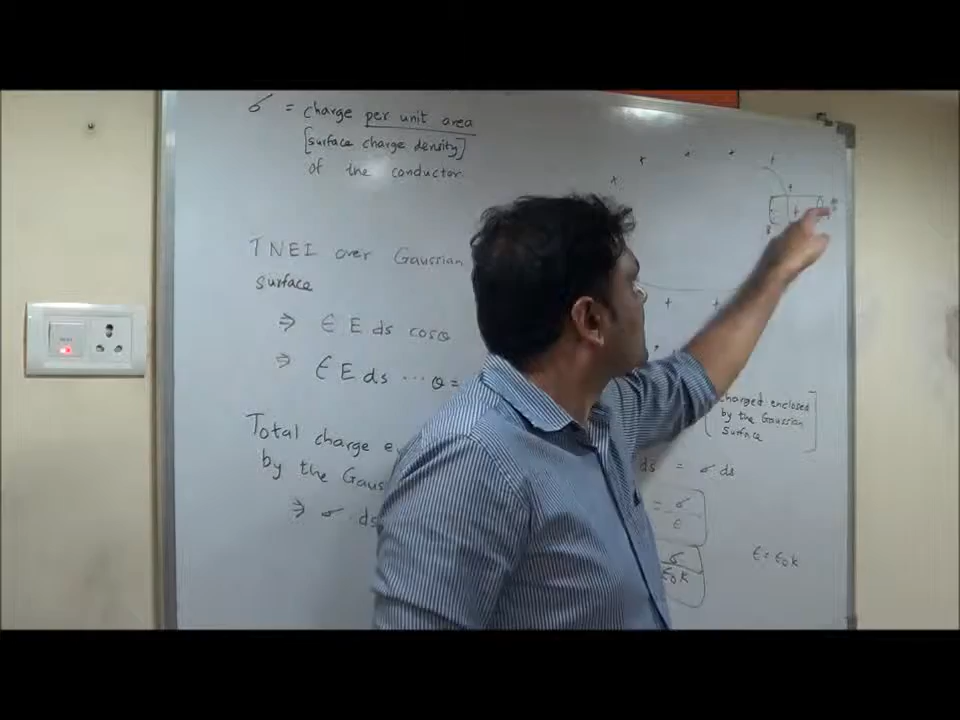 σ = charge per unit area
[surface charge density]
of the conductor
TNEI over Gaussian
surface
⇒ ∈ E ds cosθ
⇒ ∈ E ds ... θ =
Total charge e
by the Gaus
⇒ σ ds
charged enclosed
by the Gaussian
Surface
ds = σ ds
= σ/∈
σ/∈₀k
∈ = ∈₀k